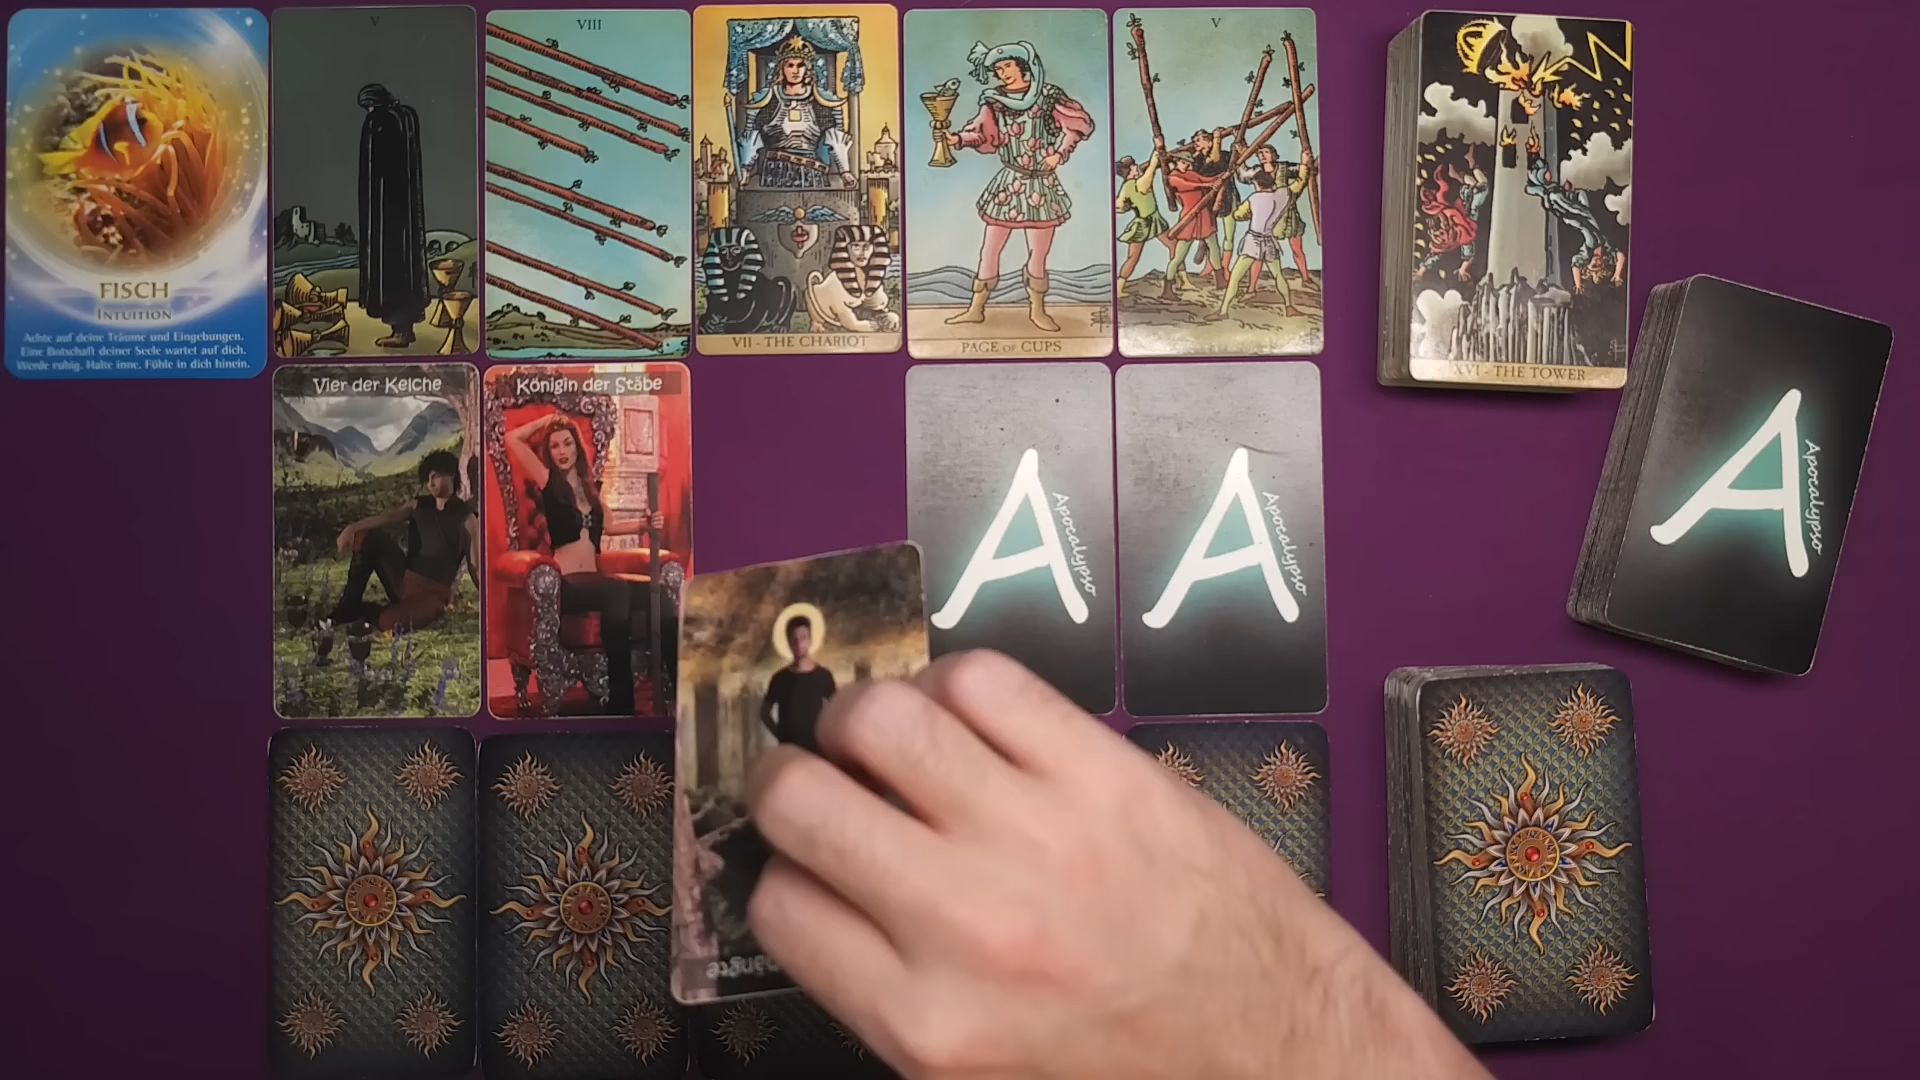 FISCH
INTUITION
Achte auf deine Träume und Eingebungen.
Eine Botschaft deiner Seele wartet auf dich.
Werde ruhig. Halte inne. Fühle in dich hinein.
V
VIII
VII - THE CHARIOT
PAGE OF CUPS
V
XVI - THE TOWER
Vier der Kelche
Königin der Stäbe
A
Apocalypso
A
Apocalypso
A
Apocalypso